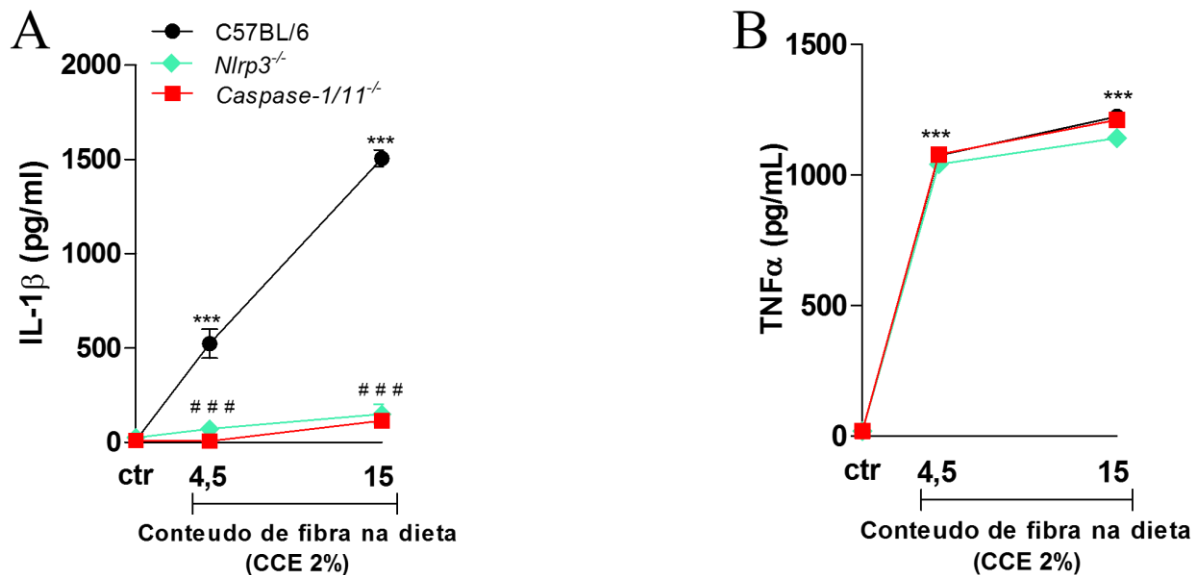 A
C57BL/6
Nlrp3-/-
Caspase-1/11-/-
IL-1β (pg/ml)
2000
1500
1000
500
0
***
***
# # #
# # #
ctr
4,5
15
Conteudo de fibra na dieta
(CCE 2%)
B
TNFα (pg/mL)
1500
1000
500
0
***
***
ctr
4,5
15
Conteudo de fibra na dieta
(CCE 2%)